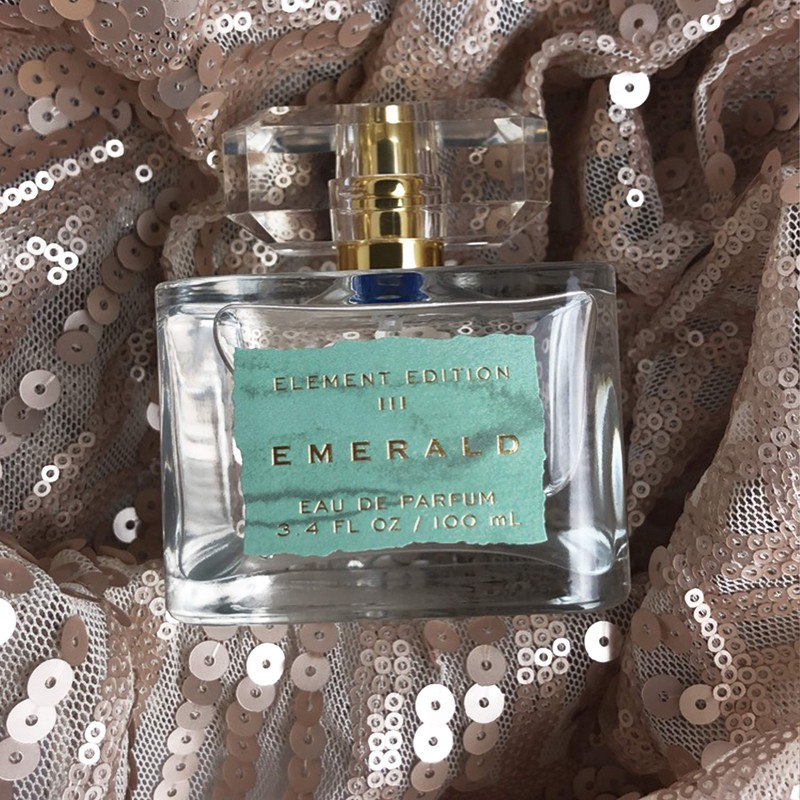 ELEMENT EDITION
III
EMERALD
EAU DE PARFUM
3.4 FL OZ / 100 mL